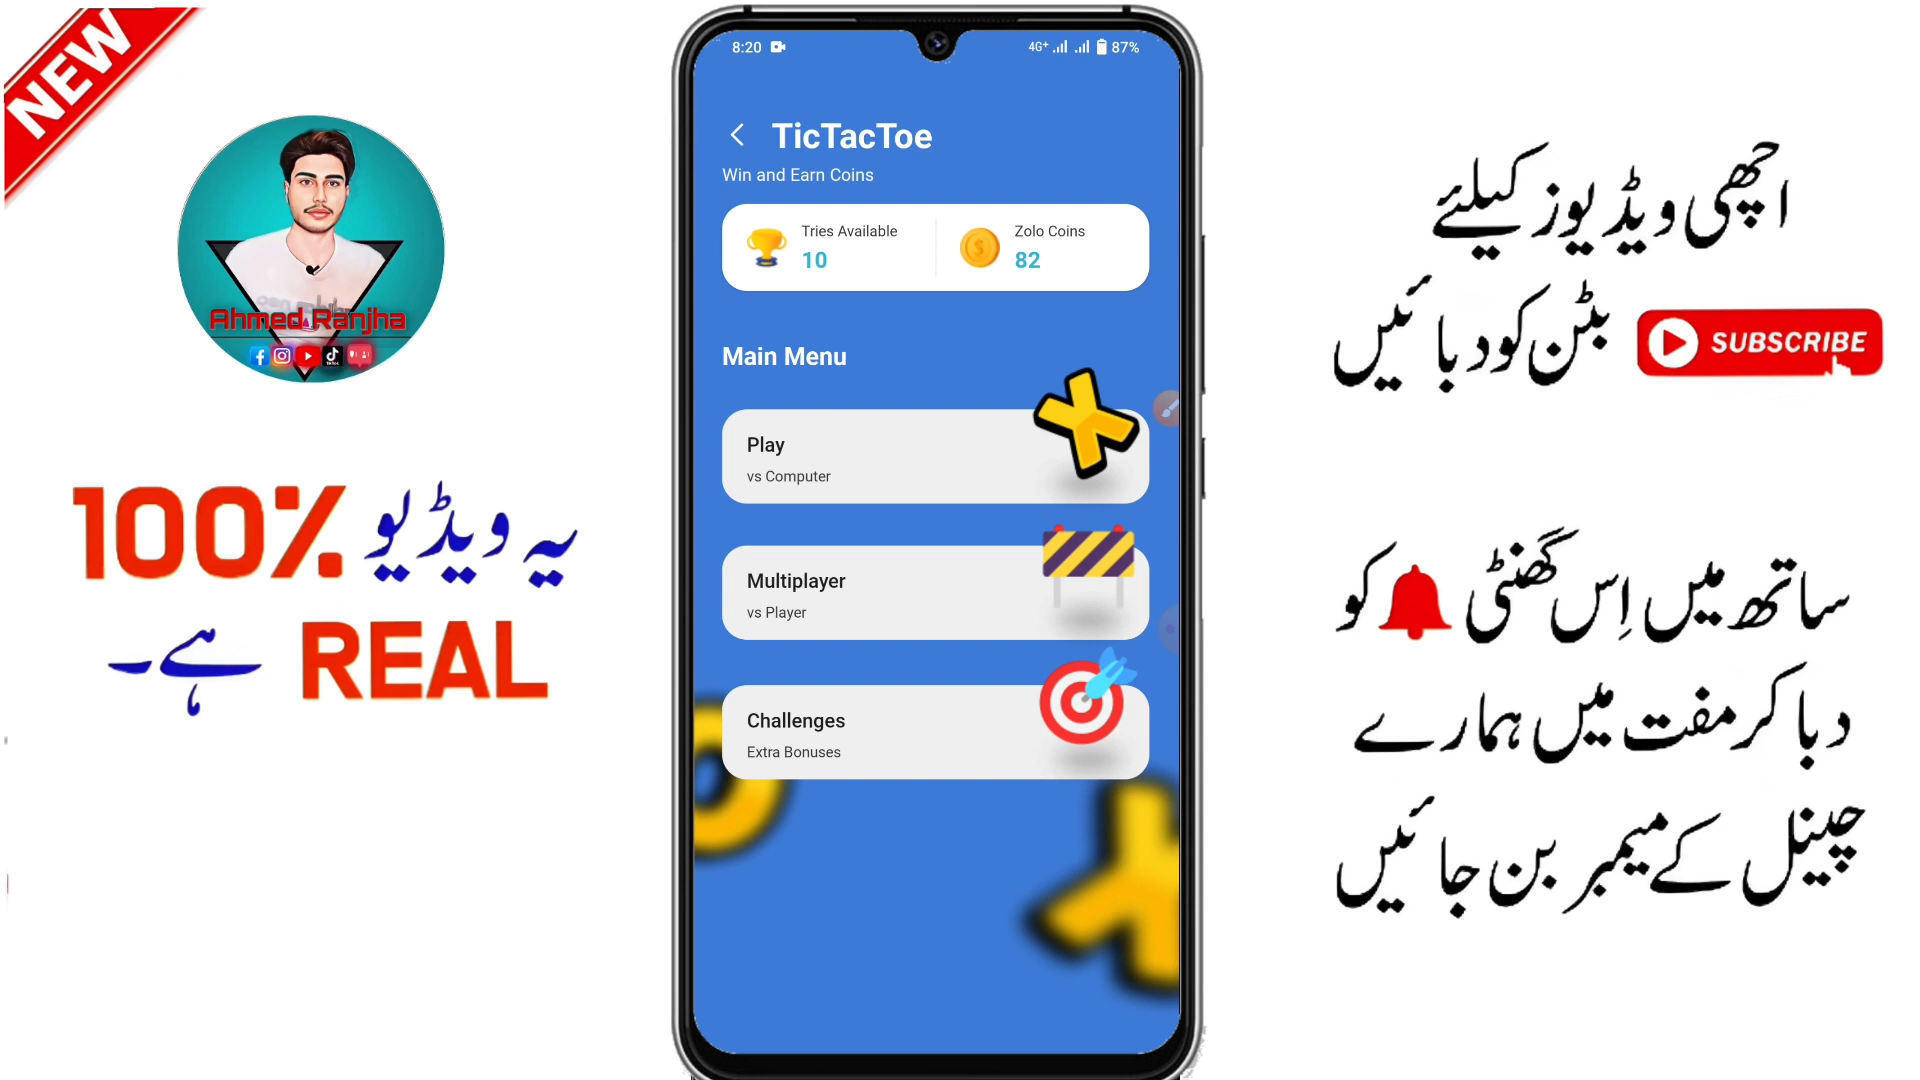 NEW
Ahmed Ranjha
یہ ویڈیو 100%
REAL ہے۔
8:20
4G+ 87%
TicTacToe
Win and Earn Coins
Tries Available
10
Zolo Coins
82
Main Menu
Play
vs Computer
Multiplayer
vs Player
Challenges
Extra Bonuses
اچھی ویڈیوز کیلئے
بٹن کو دبائیں
SUBSCRIBE
ساتھ میں اِس گھنٹی کو
دبا کر مفت میں ہمارے
چینل کے میمبر بن جائیں